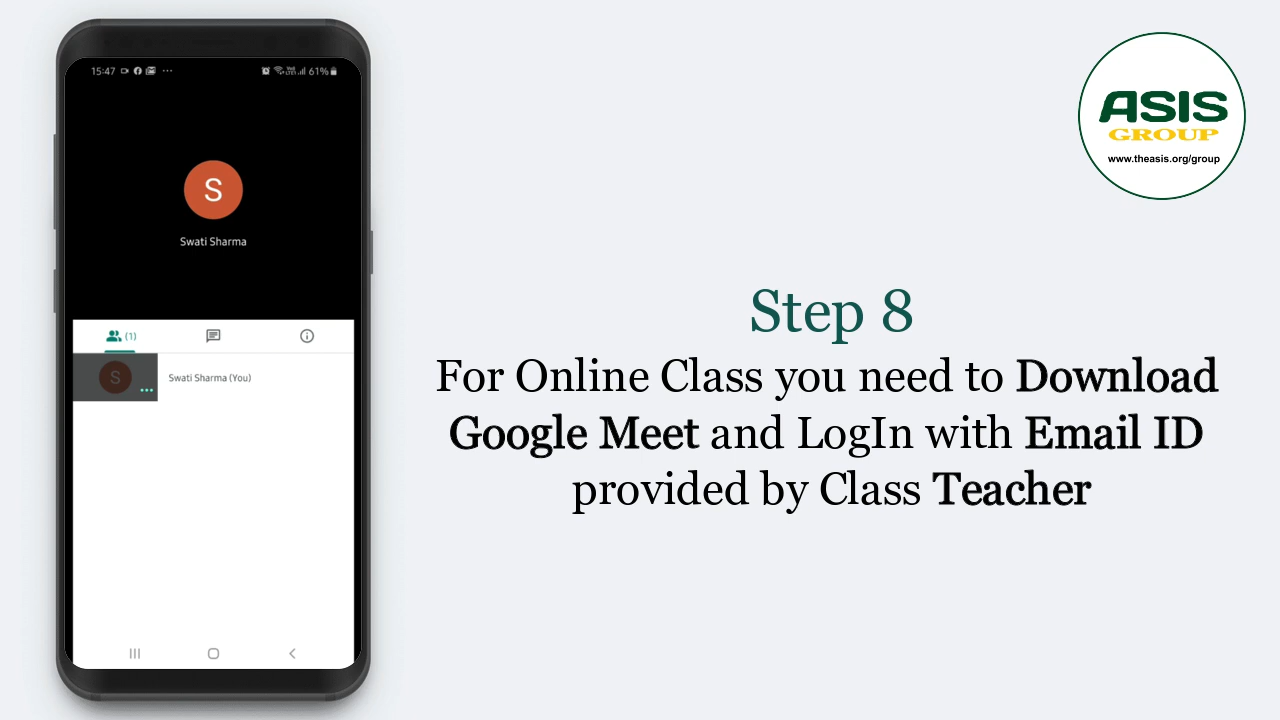 15:47
61%
S
Swati Sharma
(1)
S
Swati Sharma (You)
ASIS
GROUP
www.theasis.org/group
Step 8
For Online Class you need to Download
Google Meet and LogIn with Email ID
provided by Class Teacher